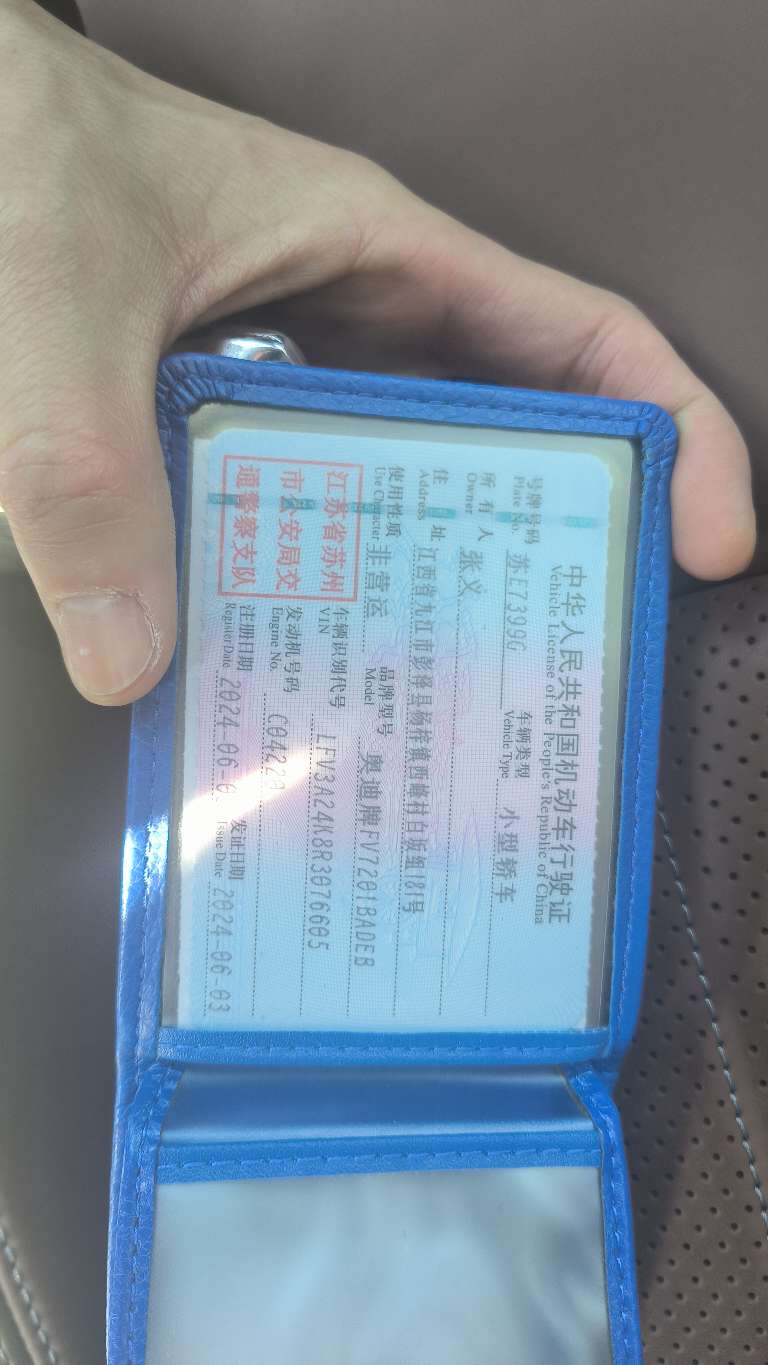 中华人民共和国机动车行驶证
Vehicle License of the People's Republic of China
号牌号码 苏E7399G 车辆类型 小型轿车
Plate No. Vehicle Type
所有人 张义
Owner
住址 江西省九江市彭泽县杨梓镇西峰村白坂组181号
Address
使用性质 非营运 品牌型号 奥迪牌FV7201BADEB
Use Character Model
江苏省苏州
市公安局交
通警察支队
车辆识别代号 LFV3A24K8R3076605
VIN
发动机号码 C04220
Engine No.
注册日期 2024-06-0 发证日期 2024-06-03
Register Date Issue Date